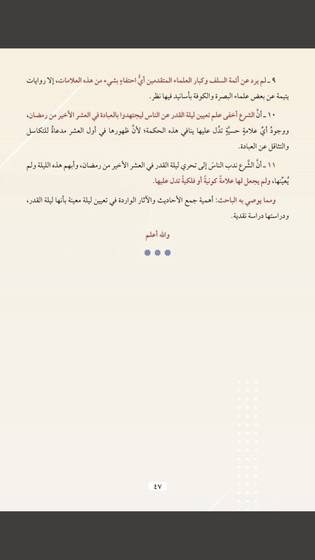 ٩ ـ لم يرد عن أئمة السلف وكبار العلماء المتقدمين أيُّ احتفاءٍ بشيء من هذه العلامات، إلا روايات
يتيمة عن بعض علماء البصرة والكوفة بأسانيد فيها نظر.
١٠ ـ أنَّ الشرع أخفى علم تعيين ليلة القدر عن الناس ليجتهدوا بالعبادة في العشر الأخير من رمضان،
ووجودُ أيِّ علامةٍ حسيَّةٍ تدُل عليها ينافي هذه الحكمة؛ لأنَّ ظهورها في أول العشر مدعاةٌ للتكاسل
والتثاقل عن العبادة.
١١ ـ أنَّ الشَّرع ندب الناسَ إلى تحري ليلة القدر في العشر الأخير من رمضان، وأبهم هذه الليلة ولم
يُعيِّنها، ولم يجعل لها علامةً كونيةً أو فلكيةً تدل عليها.
ومما يوصي به الباحث: أهمية جمع الأحاديث والآثار الواردة في تعيين ليلة معينة بأنها ليلة القدر،
ودراستها دراسة نقدية.
والله أعلم
٤٧